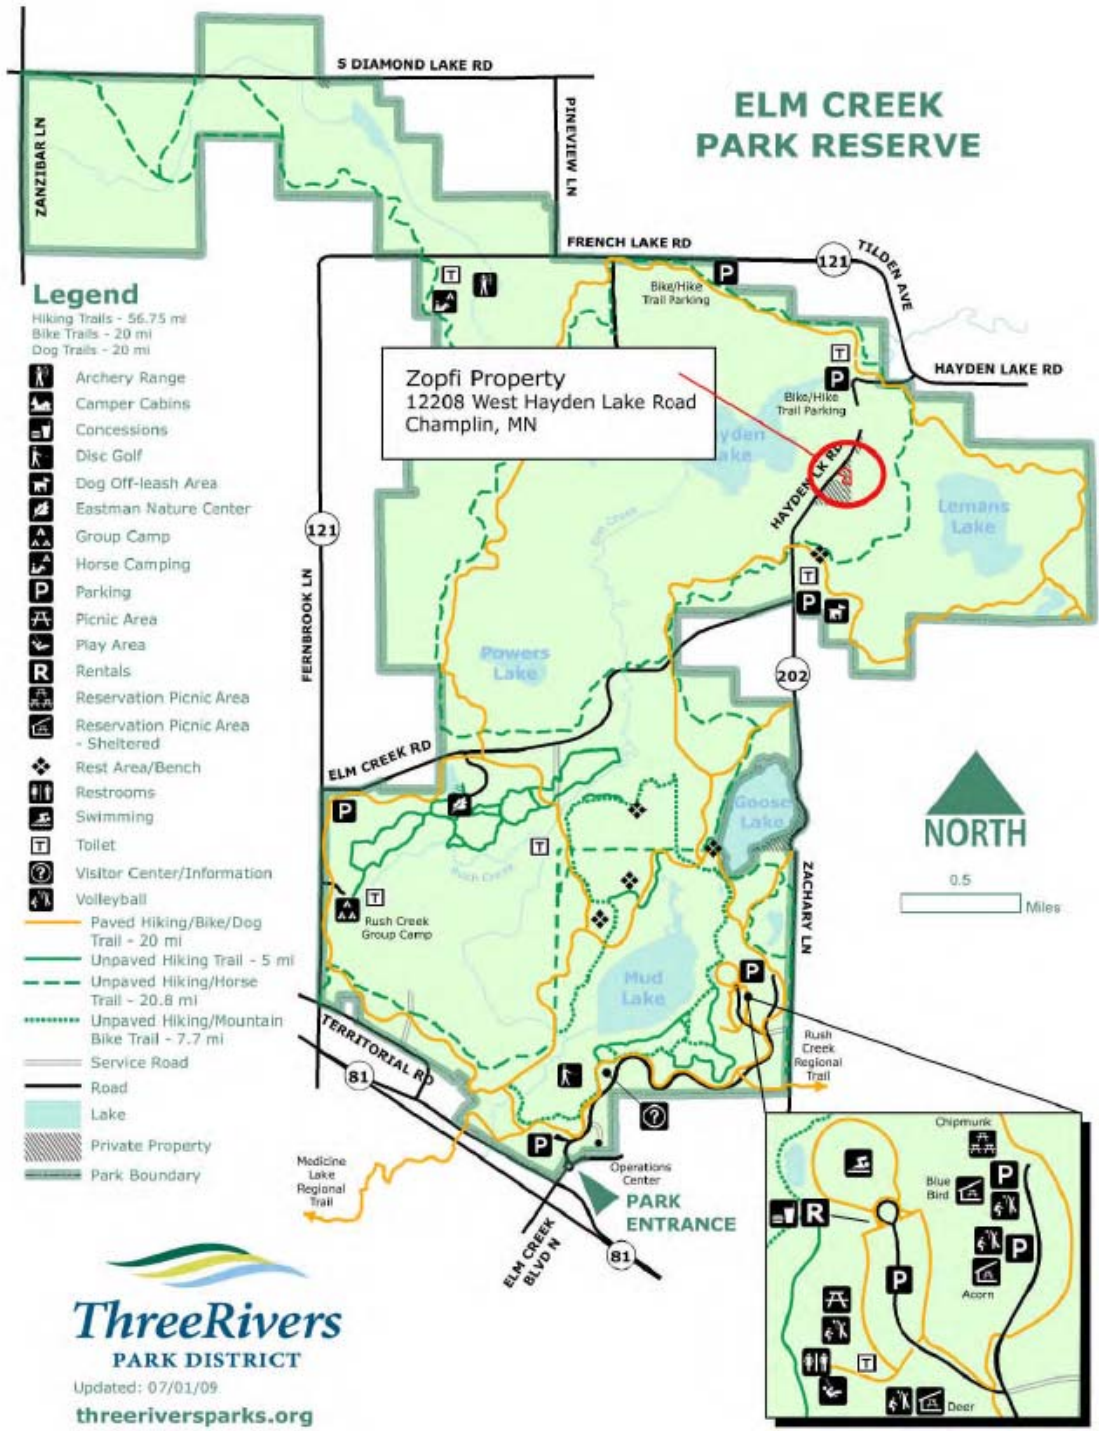 S DIAMOND LAKE RD
ELM CREEK
PARK RESERVE
ZANZIBAR LN
PINEVIEW LN
FRENCH LAKE RD
121
TILDEN AVE
Legend
Hiking Trails - 56.75 mi
Bike Trails - 20 mi
Dog Trails - 20 mi
Archery Range
Camper Cabins
Concessions
Disc Golf
Dog Off-leash Area
Eastman Nature Center
Group Camp
Horse Camping
P Parking
Picnic Area
Play Area
R Rentals
Reservation Picnic Area
Reservation Picnic Area
- Sheltered
Rest Area/Bench
Restrooms
Swimming
T Toilet
? Visitor Center/Information
Volleyball
Paved Hiking/Bike/Dog
Trail - 20 mi
Unpaved Hiking Trail - 5 mi
Unpaved Hiking/Horse
Trail - 20.8 mi
Unpaved Hiking/Mountain
Bike Trail - 7.7 mi
Service Road
Road
Lake
Private Property
Park Boundary
T
P
Bike/Hike
Trail Parking
T
P
HAYDEN LAKE RD
Bike/Hike
Trail Parking
Zopfi Property
12208 West Hayden Lake Road
Champlin, MN
yden
ake
HAYDEN LK RD
Lemans
Lake
121
FERNBROOK LN
T
P
Powers
Lake
202
ELM CREEK RD
P
Goose
Lake
NORTH
0.5
Miles
T
Rush Creek
T
Rush Creek
Group Camp
ZACHARY LN
Mud
Lake
P
TERRITORIAL RD
81
Rush
Creek
Regional
Trail
?
P
Medicine
Lake
Regional
Trail
Operations
Center
PARK
ENTRANCE
ELM CREEK
BLVD N
81
Chipmunk
P
Blue
Bird
R
P
Acorn
P
T
Deer
ThreeRivers
PARK DISTRICT
Updated: 07/01/09
threeriversparks.org